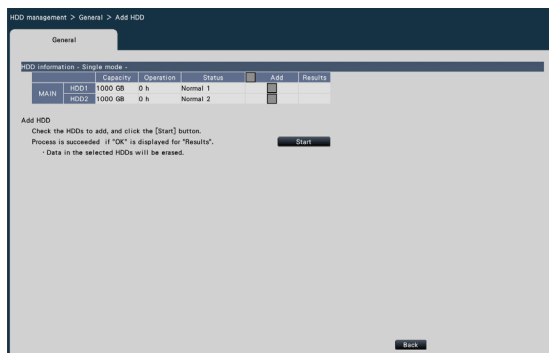 HDD management > General > Add HDD
General
HDD information - Single mode -
Capacity Operation Status Add Results
MAIN HDD1 1000 GB 0 h Normal 1
HDD2 1000 GB 0 h Normal 2
Add HDD
Check the HDDs to add, and click the [Start] button.
Process is succeeded if "OK" is displayed for "Results". Start
・Data in the selected HDDs will be erased.
Back